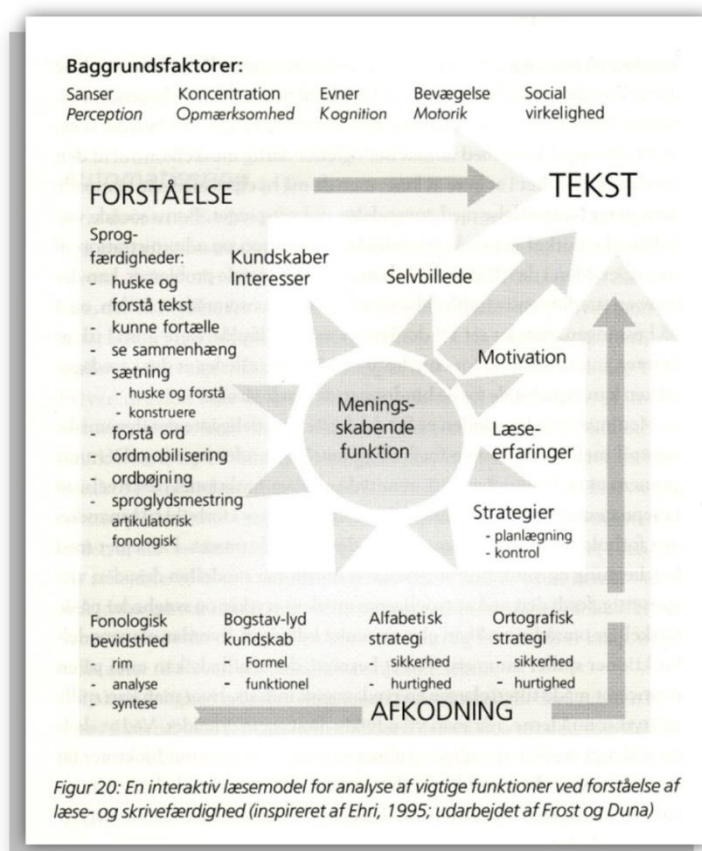 Baggrundsfaktorer:
Sanser Koncentration Evner Bevægelse Social
Perception Opmærksomhed Kognition Motorik virkelighed
FORSTÅELSE TEKST
Sprog-
færdigheder:
- huske og
forstå tekst
- kunne fortælle
- se sammenhæng
- sætning
- huske og forstå
- konstruere
- forstå ord
- ordmobilisering
- ordbøjning
- sproglydsmestring
artikulatorisk
fonologisk
Kundskaber
Interesser
Selvbillede
Motivation
Menings-
skabende
funktion
Læse-
erfaringer
Strategier
- planlægning
- kontrol
Fonologisk
bevidsthed
- rim
- analyse
- syntese
Bogstav-lyd
kundskab
- Formel
- funktionel
Alfabetisk
strategi
- sikkerhed
- hurtighed
Ortografisk
strategi
- sikkerhed
- hurtighed
AFKODNING
Figur 20: En interaktiv læsemodel for analyse af vigtige funktioner ved forståelse af
læse- og skrivefærdighed (inspireret af Ehri, 1995; udarbejdet af Frost og Duna)